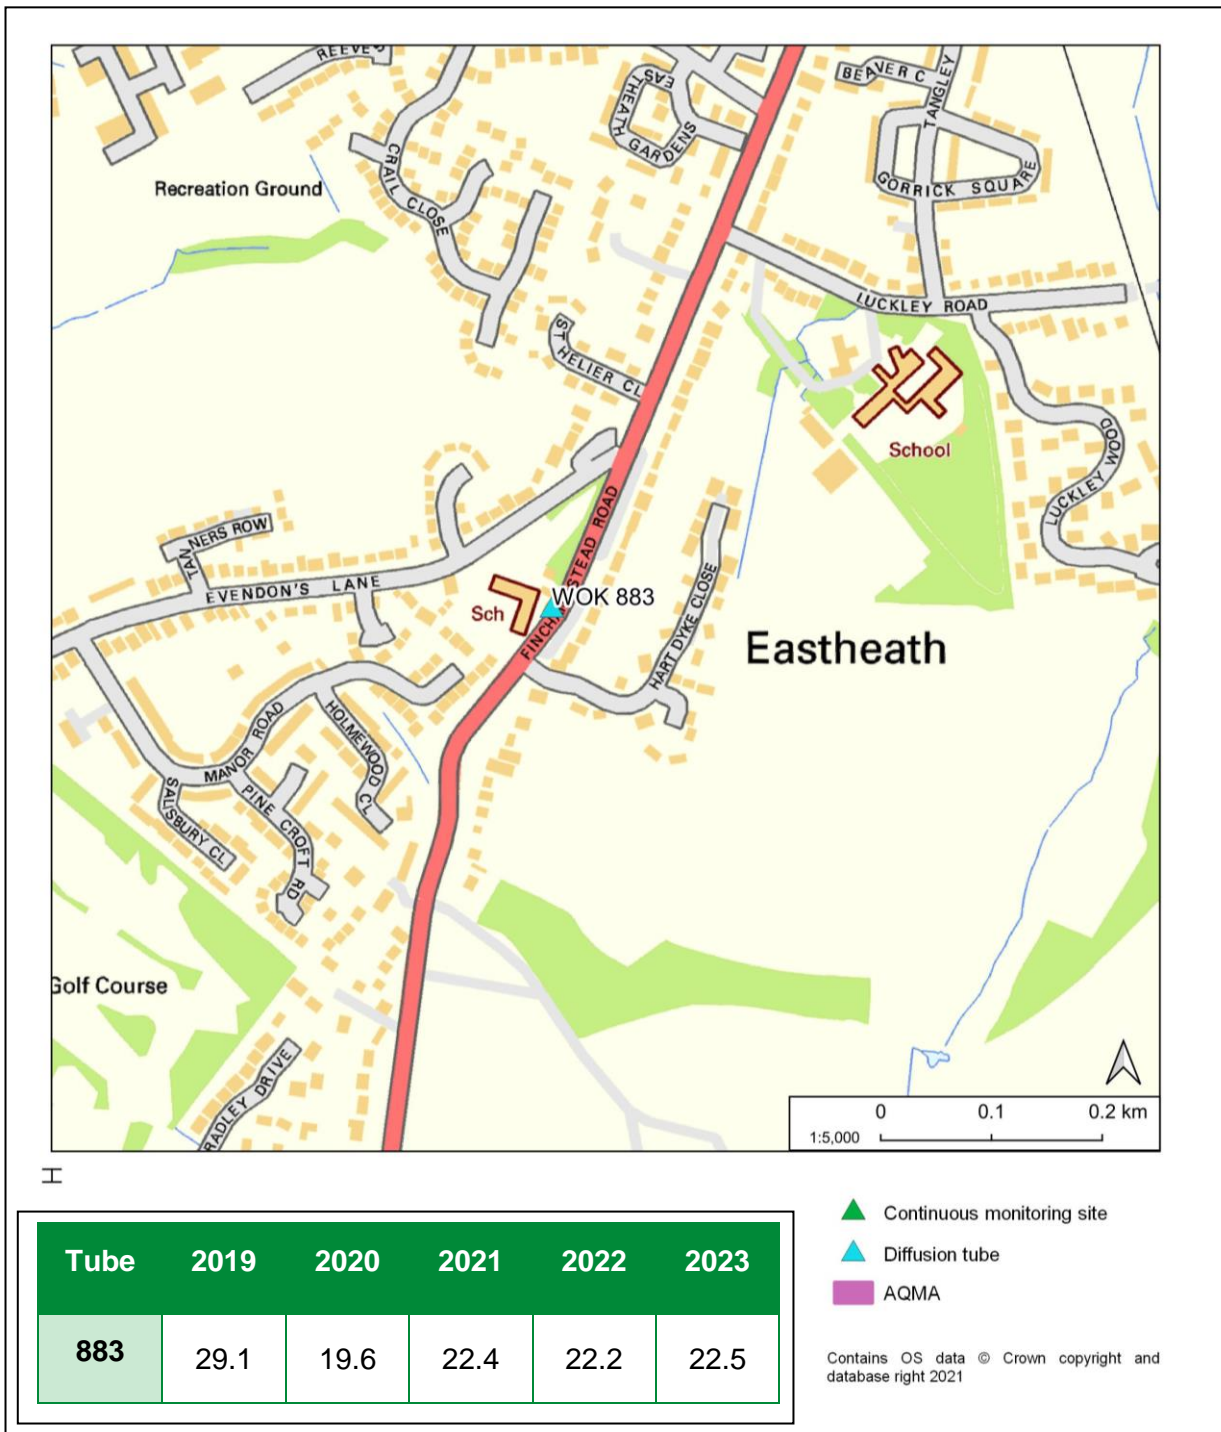 REEVES
BEAVER C
EASTHEATH GARDENS
TANGLEY
CRAIL CLOSE
GORRICK SQUARE
Recreation Ground
LUCKLEY ROAD
ST HELIER CL
School
LUCKLEY WOOD
FINCHAMPSTEAD ROAD
TANNERS ROW
EVENDON'S LANE
Sch
WOK 883
HART DYKE CLOSE
Eastheath
MANOR ROAD
HOLMEWOOD CL
SALISBURY CL
PINE CROFT RD
Golf Course
RADLEY DRIVE
0 0.1 0.2 km
1:5,000
H
Continuous monitoring site
Diffusion tube
AQMA
Contains OS data © Crown copyright and
database right 2021
Tube 2019 2020 2021 2022 2023
883 29.1 19.6 22.4 22.2 22.5